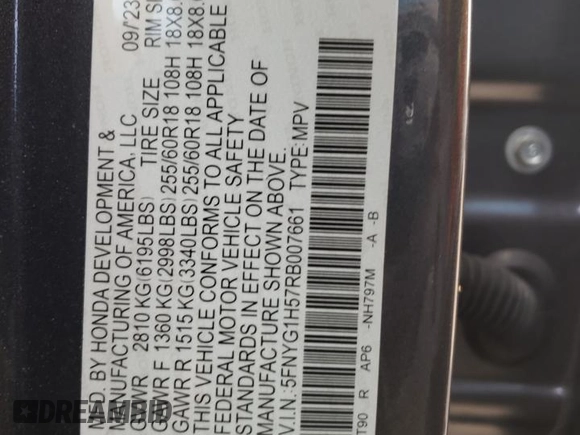 MFD. BY HONDA DEVELOPMENT &
MANUFACTURING OF AMERICA, LLC 09/'23
GVWR 2810 KG(6195LBS) TIRE SIZE RIM SI
GAWR F 1360 KG(2998LBS) 255/60R18 108H 18X8.
GAWR R 1515 KG(3340LBS) 255/60R18 108H 18X8.
THIS VEHICLE CONFORMS TO ALL APPLICABLE
FEDERAL MOTOR VEHICLE SAFETY
STANDARDS IN EFFECT ON THE DATE OF
MANUFACTURE SHOWN ABOVE.
V.I.N.:5FNYG1H57RB007661 TYPE:MPV
T90 R AP6 -NH797M -A -B
DREAMBID